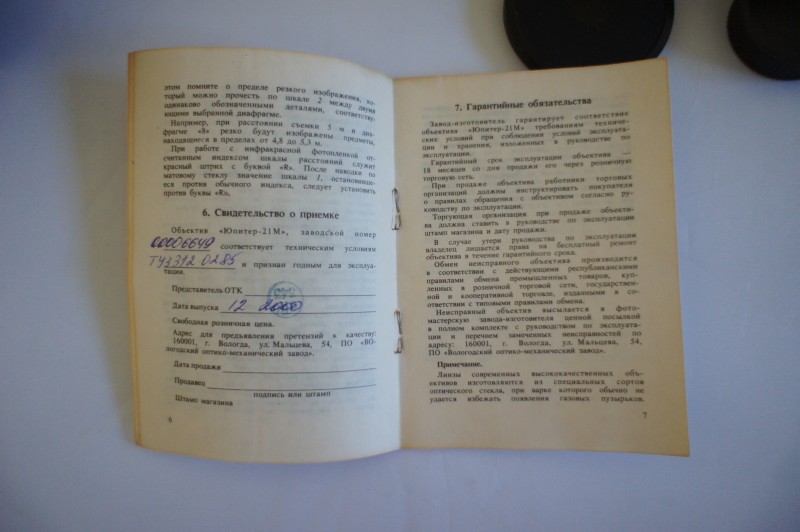 этом помните о пределе резкого изображения, ко-
торый можно прочесть по шкале 2 между двумя
одинаково обозначенными деталями, соответству-
ющими выбранной диафрагме.
Например, при расстоянии съемки 5 м и диа-
фрагме «8» резко будут изображены предметы,
находящиеся в пределах от 4,8 до 5,3 м.
При работе с инфракрасной фотопленкой от-
считанным индексом шкалы расстояний служит
красный штрих с буквой «R». После наводки по
матовому стеклу значение шкалы 1, остановивше-
еся против обычного индекса, следует установить
против буквы «R».
6. Свидетельство о приемке
Объектив «Юпитер-21М», заводской номер
00006649 соответствует техническим условиям
ТУ3312 0285 и признан годным для эксплуа-
тации.
Представитель ОТК
Дата выпуска 12 2000
Свободная розничная цена.
Адрес для предъявления претензий к качеству:
160001, г. Вологда, ул. Мальцева, 54, ПО «ВО-
логодский оптико-механический завод».
Дата продажи
Продавец
подпись или штамп
Штамп магазина
6
7. Гарантийные обязательства
Завод-изготовитель гарантирует соответствие
объектива «Юпитер-21М» требованиям техниче-
ских условий при соблюдении условий эксплуата-
ции и хранения, изложенных в руководстве по
эксплуатации.
Гарантийный срок эксплуатации объектива —
18 месяцев со дня продажи его через розничную
торговую сеть.
При продаже объектива работники торговых
организаций должны инструктировать покупателя
о правилах обращения с объективом согласно ру-
ководству по эксплуатации.
Торгующая организация при продаже объекти-
ва должна ставить в руководстве по эксплуатации
штамп магазина и дату продажи.
В случае утери руководства по эксплуатации
владелец лишается права на бесплатный ремонт
объектива в течение гарантийного срока.
Обмен неисправного объектива производится
в соответствии с действующими республиканскими
правилами обмена промышленных товаров, куп-
ленных в розничной торговой сети, государствен-
ной и кооперативной торговле, изданными в со-
ответствии с типовыми правилами обмена.
Неисправный объектив высылается в фото-
мастерскую завода-изготовителя ценной посылкой
в полном комплекте с руководством по эксплуата-
ции и перечнем замеченных неисправностей по
адресу: 160001, г. Вологда, ул. Мальцева, 54,
ПО «Вологодский оптико-механический завод».
Примечание.
Линзы современных высококачественных объ-
ективов изготовляются из специальных сортов
оптического стекла, при варке которого обычно не
удается избежать появления газовых пузырьков.
7